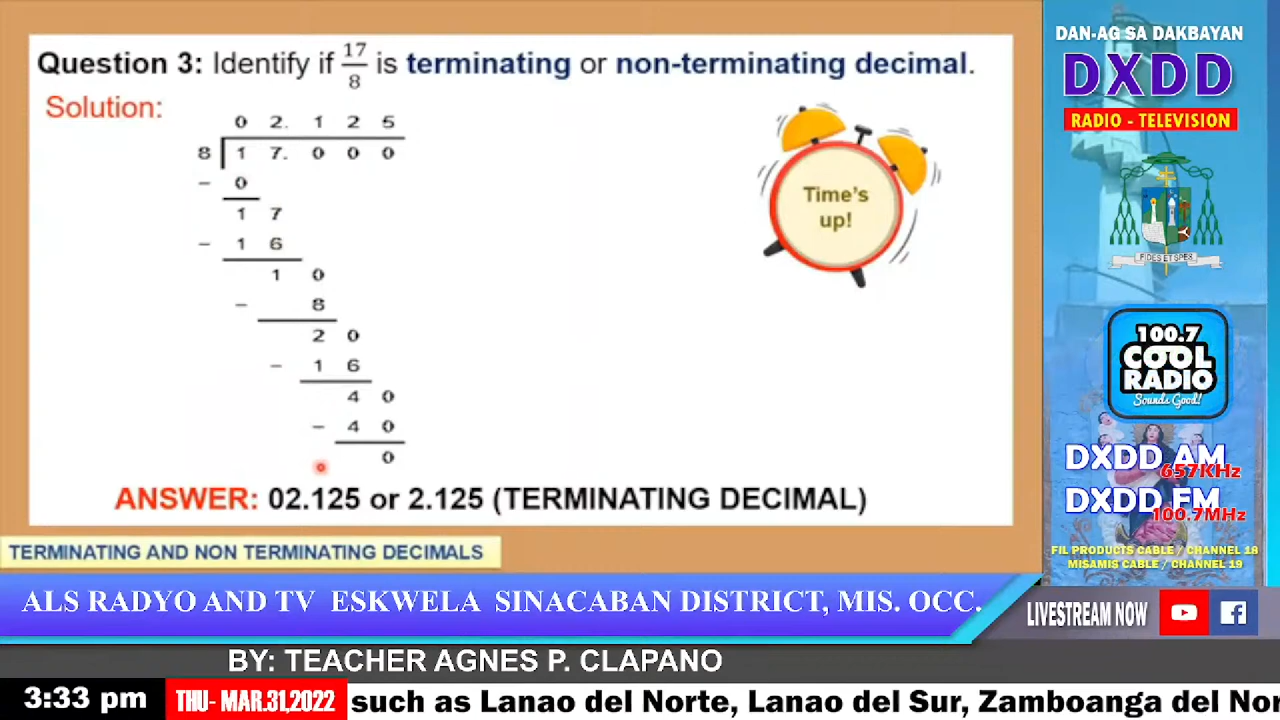 Question 3: Identify if 17/8 is terminating or non-terminating decimal.
Solution:
0 2. 1 2 5
8 1 7. 0 0 0
− 0
1 7
− 1 6
1 0
− 8
2 0
− 1 6
4 0
− 4 0
0
ANSWER: 02.125 or 2.125 (TERMINATING DECIMAL)
Time's
up!
TERMINATING AND NON TERMINATING DECIMALS
DAN-AG SA DAKBAYAN
DXDD
RADIO - TELEVISION
FIDES ET SPES
100.7
COOL
RADIO
Sounds Good!
DXDD AM
657KHz
DXDD FM
100.7MHz
FIL PRODUCTS CABLE / CHANNEL 18
MISAMIS CABLE / CHANNEL 19
ALS RADYO AND TV ESKWELA SINACABAN DISTRICT, MIS. OCC.
LIVESTREAM NOW
BY: TEACHER AGNES P. CLAPANO
3:33 pm THU- MAR.31,2022 such as Lanao del Norte, Lanao del Sur, Zamboanga del Nor